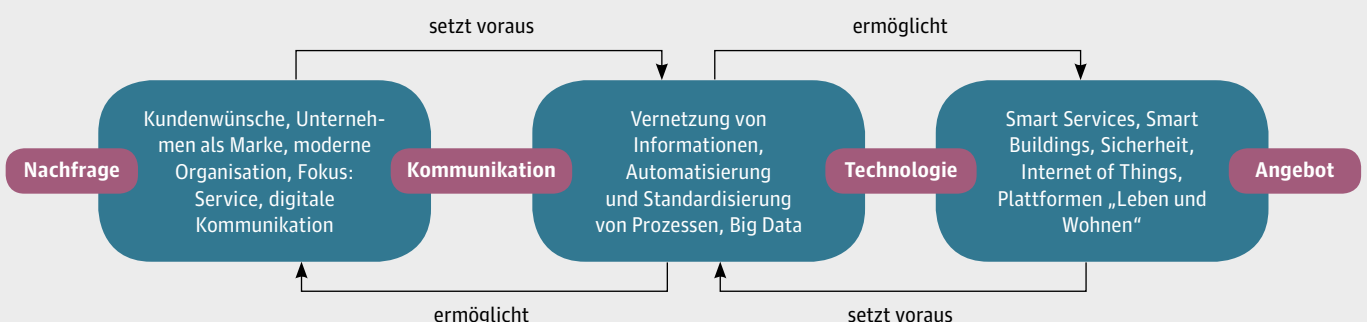 setzt voraus
ermöglicht
Nachfrage
Kundenwünsche, Unterneh-
men als Marke, moderne
Organisation, Fokus:
Service, digitale
Kommunikation
Kommunikation
Vernetzung von
Informationen,
Automatisierung
und Standardisierung
von Prozessen, Big Data
Technologie
Smart Services, Smart
Buildings, Sicherheit,
Internet of Things,
Plattformen „Leben und
Wohnen“
Angebot
ermöglicht
setzt voraus